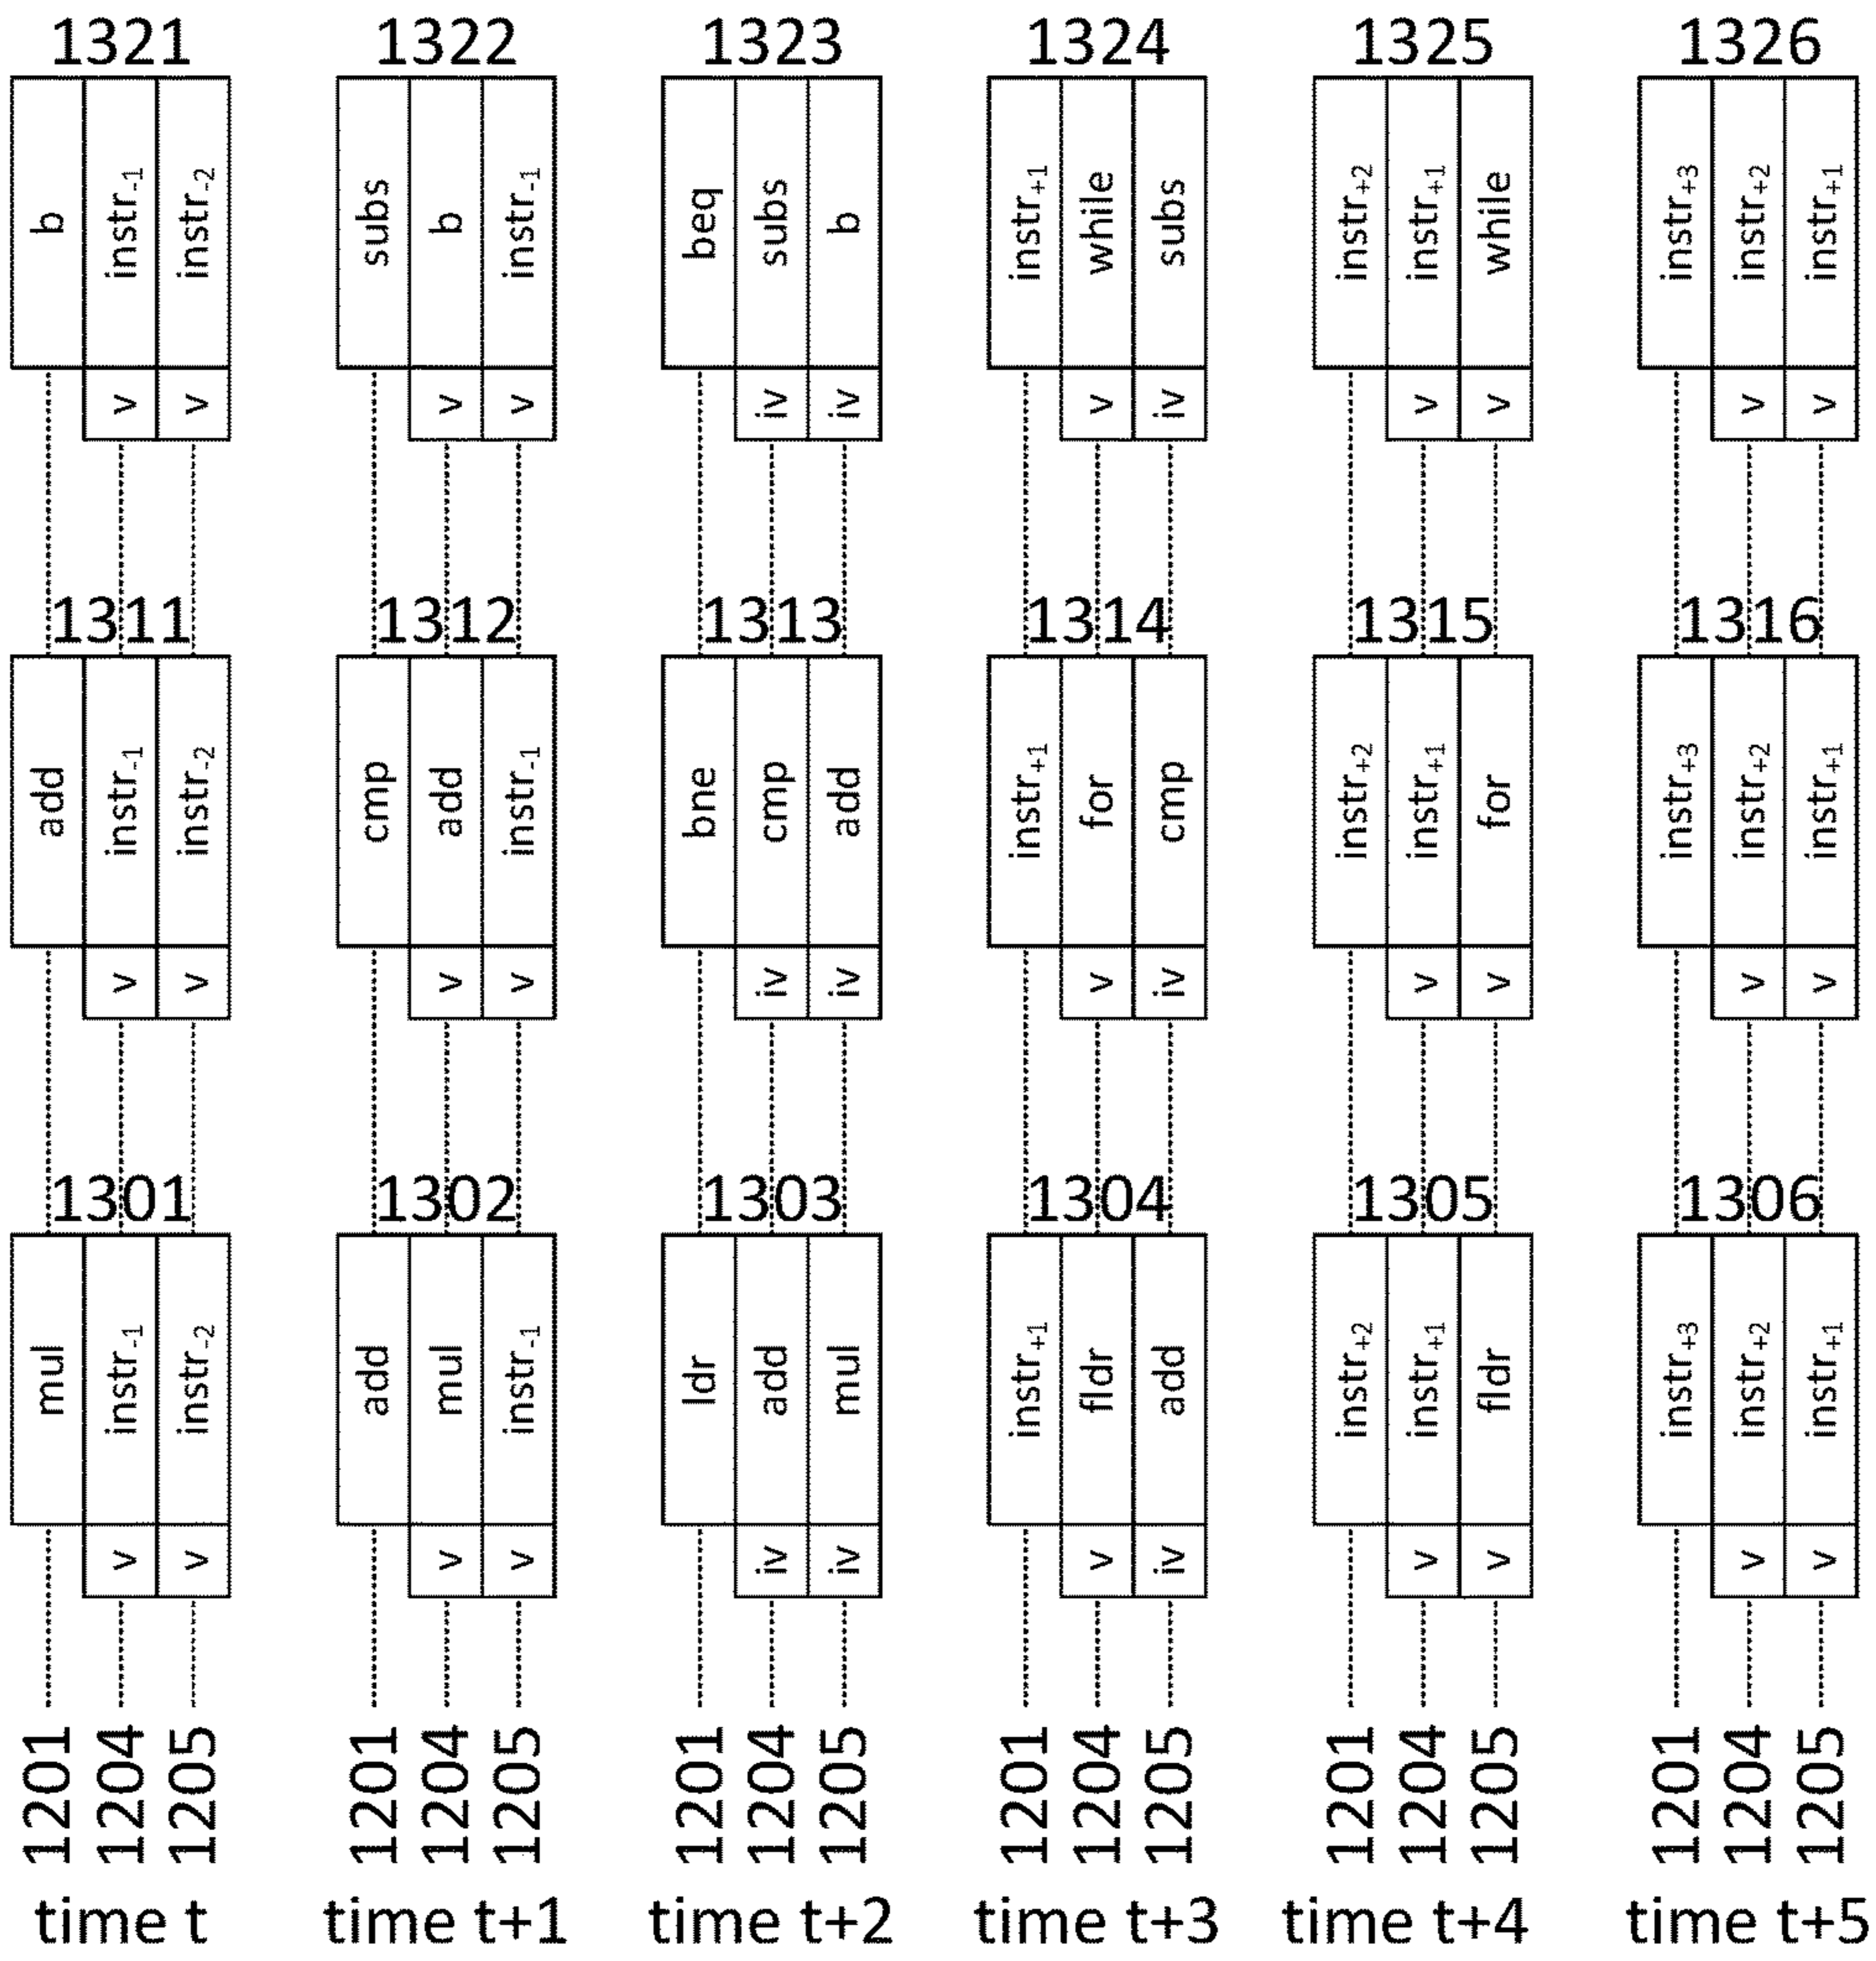 1321 1322 1323 1324 1325 1326
b instr-1 instr-2 subs b instr-1 beq subs b instr+1 while subs instr+2 instr+1 while instr+3 instr+2 instr+1
v v v v iv iv v iv v v v v
1311 1312 1313 1314 1315 1316
add instr-1 instr-2 cmp add instr-1 bne cmp add instr+1 for cmp instr+2 instr+1 for instr+3 instr+2 instr+1
v v v v iv iv v iv v v v v
1301 1302 1303 1304 1305 1306
mul instr-1 instr-2 add mul instr-1 ldr add mul instr+1 fldr add instr+2 instr+1 fldr instr+3 instr+2 instr+1
v v v v iv iv v iv v v v v
1201 1204 1205 1201 1204 1205 1201 1204 1205 1201 1204 1205 1201 1204 1205 1201 1204 1205
time t time t+1 time t+2 time t+3 time t+4 time t+5